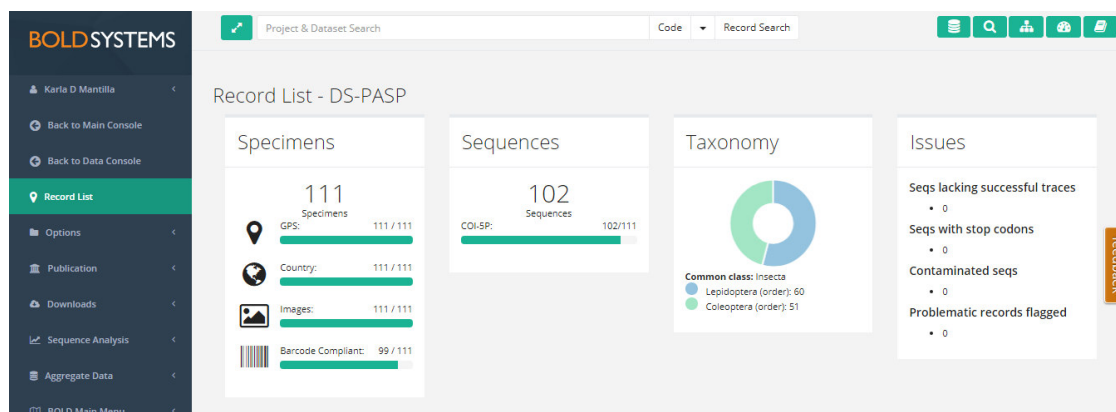 BOLDSYSTEMS
Karla D Mantilla
Back to Main Console
Back to Data Console
Record List
Options
Publication
Downloads
Sequence Analysis
Aggregate Data
BOLD Main Menu
Project & Dataset Search
Code
Record Search
Record List - DS-PASP
Specimens
111
Specimens
GPS: 111 / 111
Country: 111 / 111
Images: 111 / 111
Barcode Compliant: 99 / 111
Sequences
102
Sequences
COI-5P: 102/111
Taxonomy
Common class: Insecta
Lepidoptera (order): 60
Coleoptera (order): 51
Issues
Seqs lacking successful traces
• 0
Seqs with stop codons
• 0
Contaminated seqs
• 0
Problematic records flagged
• 0
feedback